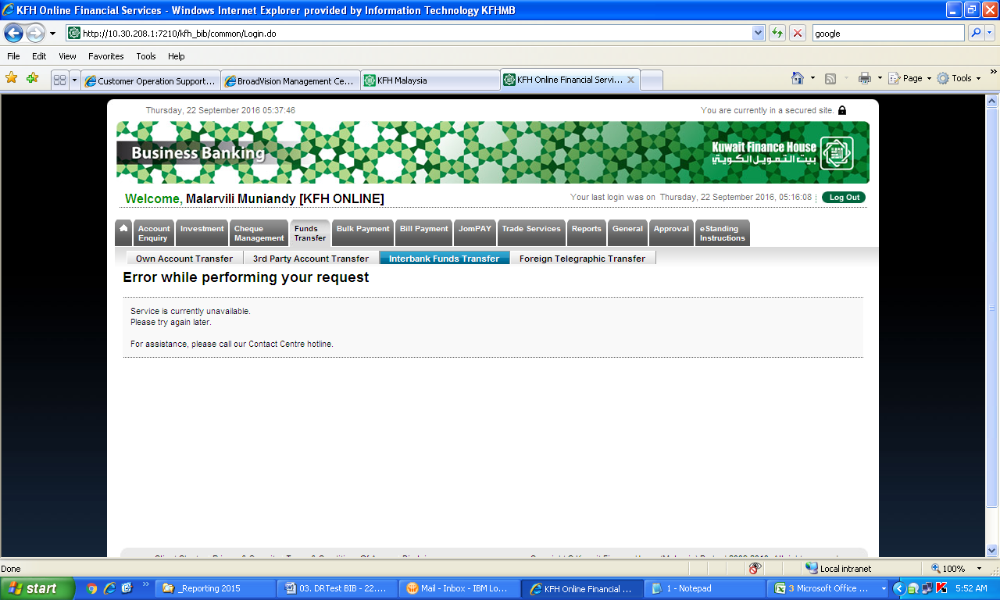 KFH Online Financial Services - Windows Internet Explorer provided by Information Technology KFHMB
http://10.30.208.1:7210/kfh_bib/common/Login.do
google
File Edit View Favorites Tools Help
Customer Operation Support... BroadVision Management Ce... KFH Malaysia KFH Online Financial Servi... Page Tools
Thursday, 22 September 2016 05:37:46 You are currently in a secured site.
Business Banking
Kuwait Finance House
بيت التمويل الكويتي
Welcome, Malarvili Muniandy [KFH ONLINE] Your last login was on Thursday, 22 September 2016, 05:16:08 Log Out
Account Enquiry
Investment
Cheque Management
Funds Transfer
Bulk Payment
Bill Payment
JomPAY
Trade Services
Reports
General
Approval
eStanding Instructions
Own Account Transfer 3rd Party Account Transfer Interbank Funds Transfer Foreign Telegraphic Transfer
Error while performing your request
Service is currently unavailable.
Please try again later.
For assistance, please call our Contact Centre hotline.
Done Local intranet 100%
start _Reporting 2015 03. DRTest BIB - 22.... Mail - Inbox - IBM Lo... KFH Online Financial ... 1 - Notepad 3 Microsoft Office ... 5:52 AM